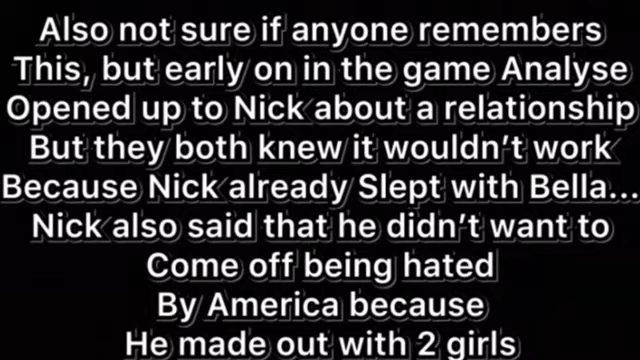 Also not sure if anyone remembers
This, but early on in the game Analyse
Opened up to Nick about a relationship
But they both knew it wouldn't work
Because Nick already Slept with Bella...
Nick also said that he didn't want to
Come off being hated
By America because
He made out with 2 girls